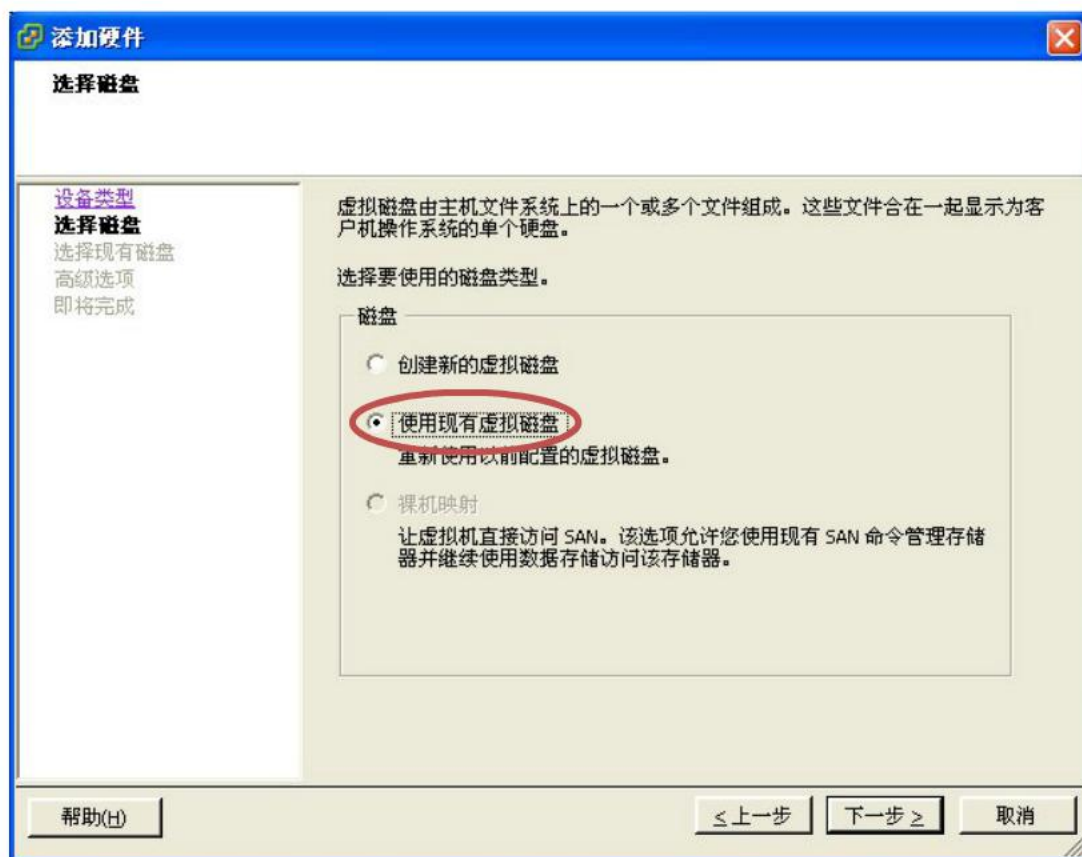 添加硬件
选择磁盘
设备类型
选择磁盘
选择现有磁盘
高级选项
即将完成
虚拟磁盘由主机文件系统上的一个或多个文件组成。这些文件合在一起显示为客
户机操作系统的单个硬盘。
选择要使用的磁盘类型。
磁盘
创建新的虚拟磁盘
使用现有虚拟磁盘
重新使用以前配置的虚拟磁盘。
裸机映射
让虚拟机直接访问 SAN。该选项允许您使用现有 SAN 命令管理存储
器并继续使用数据存储访问该存储器。
帮助(H)
≤上一步
下一步≥
取消